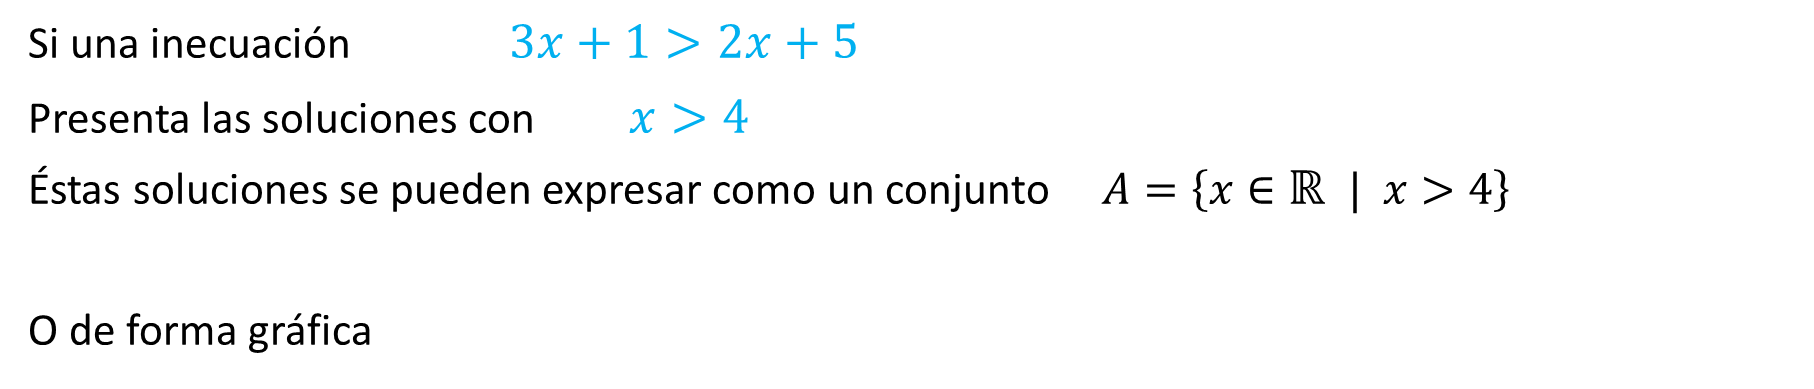 Si una inecuación 3x + 1 > 2x + 5
Presenta las soluciones con x > 4
Éstas soluciones se pueden expresar como un conjunto A = {x ∈ ℝ | x > 4}
O de forma gráfica